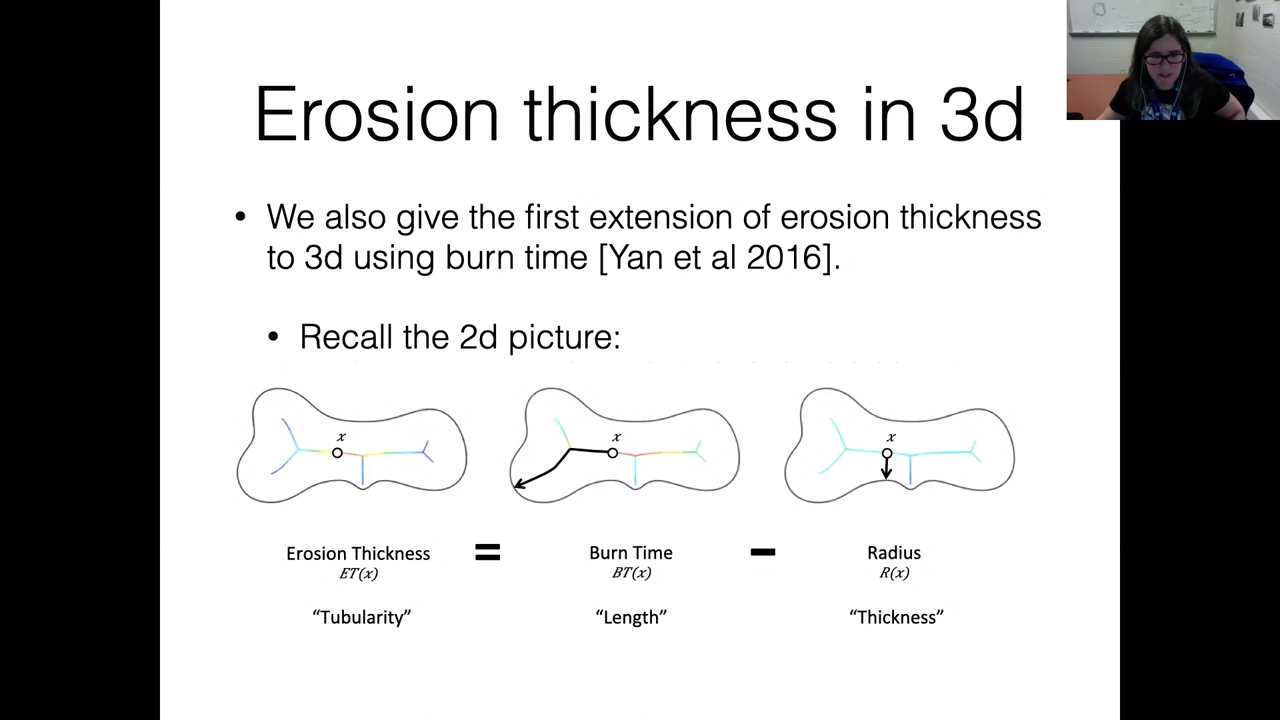 Erosion thickness in 3d
• We also give the first extension of erosion thickness
to 3d using burn time [Yan et al 2016].
• Recall the 2d picture:
x x x
Erosion Thickness = Burn Time − Radius
ET(x) BT(x) R(x)
“Tubularity” “Length” “Thickness”